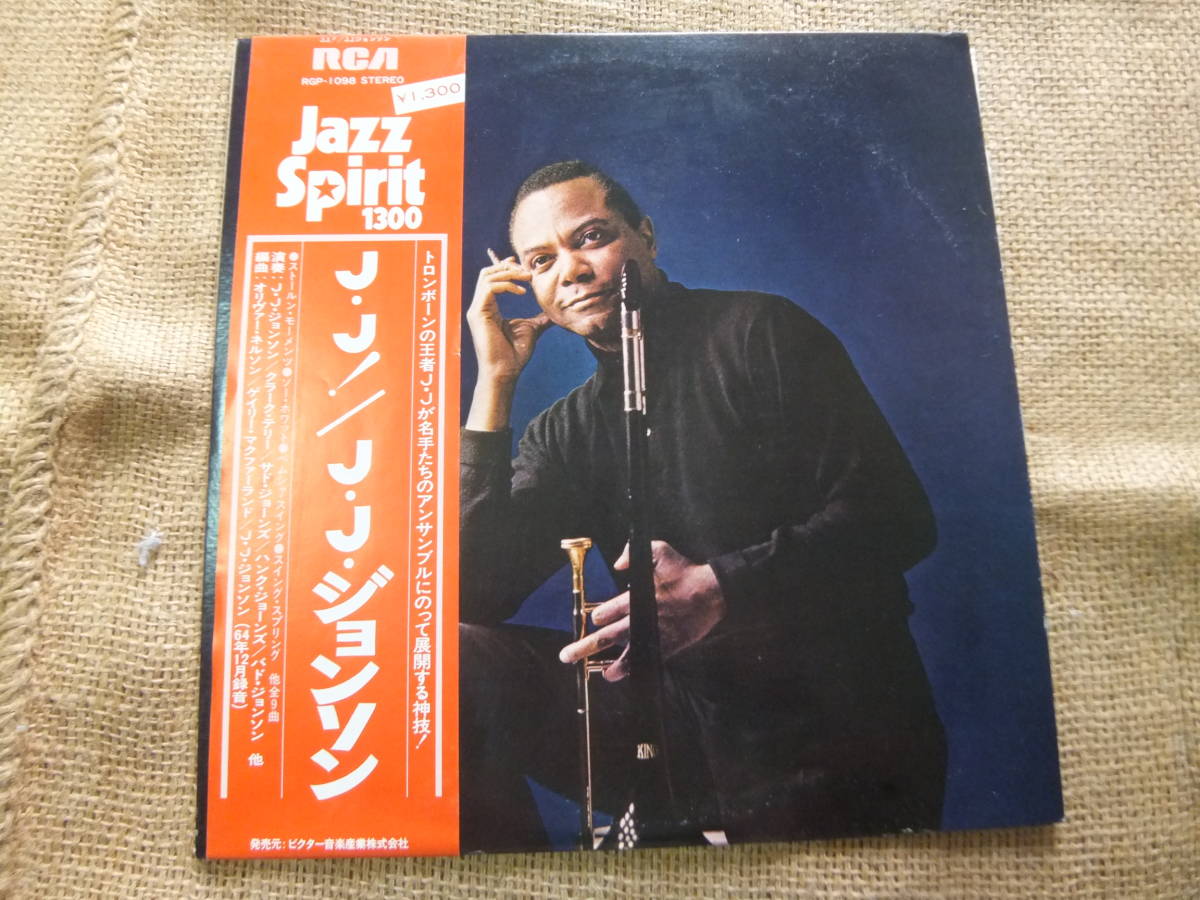 RCA
RGP-1098 STEREO
¥1,300
Jazz
Spirit
1300
トロンボーンの王者J・Jが名手たちのアンサンブルにのって展開する神技!
J・J!/J・J・ジョンソン
●ストールン・モーメンツ●ソー・ホワット●ベムシャ・スイング●スイング・スプリング 他全9曲
演奏:J・J・ジョンソン/クラーク・テリー/サド・ジョーンズ/ハンク・ジョーンズ/バド・ジョンソン 他
編曲:オリヴァー・ネルソン/ゲイリー・マクファーランド/J・J・ジョンソン(64年12月録音)
発売元:ビクター音楽産業株式会社
KING